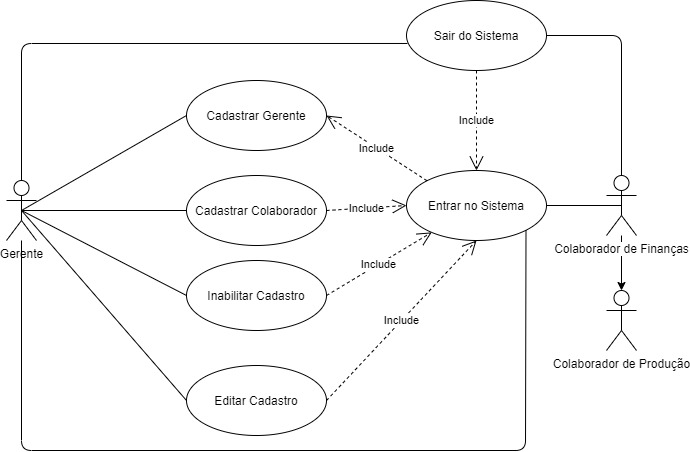 Sair do Sistema
Cadastrar Gerente
Include
Include
Cadastrar Colaborador
Include
Entrar no Sistema
Gerente
Colaborador de Finanças
Include
Inabilitar Cadastro
Include
Colaborador de Produção
Editar Cadastro